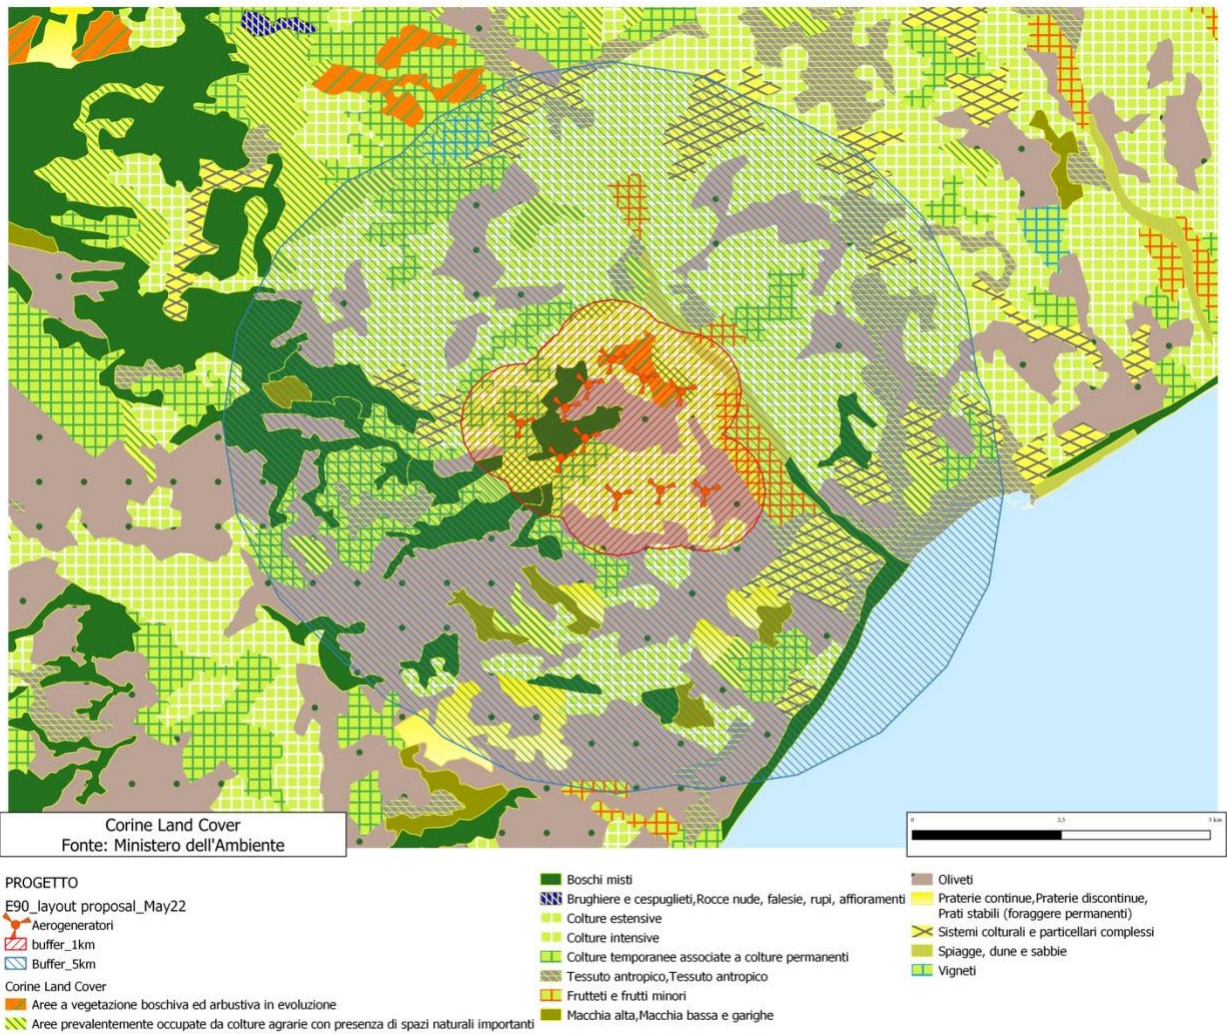 Corine Land Cover
Fonte: Ministero dell'Ambiente
0 2,5 5 km
PROGETTO
E90_layout proposal_May22
Aerogeneratori
buffer_1km
Buffer_5km
Corine Land Cover
Aree a vegetazione boschiva ed arbustiva in evoluzione
Aree prevalentemente occupate da colture agrarie con presenza di spazi naturali importanti
Boschi misti
Brughiere e cespuglieti,Rocce nude, falesie, rupi, affioramenti
Colture estensive
Colture intensive
Colture temporanee associate a colture permanenti
Tessuto antropico,Tessuto antropico
Frutteti e frutti minori
Macchia alta,Macchia bassa e garighe
Oliveti
Praterie continue,Praterie discontinue,
Prati stabili (foraggere permanenti)
Sistemi colturali e particellari complessi
Spiagge, dune e sabbie
Vigneti